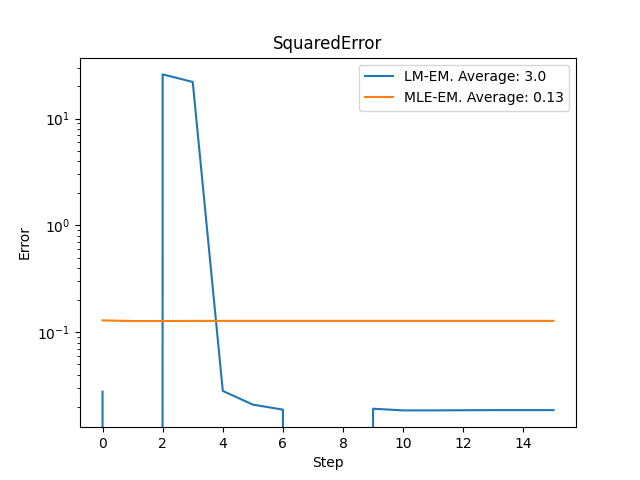 SquaredError
LM-EM. Average: 3.0
MLE-EM. Average: 0.13
Error
10¹
10⁰
10⁻¹
0 2 4 6 8 10 12 14
Step